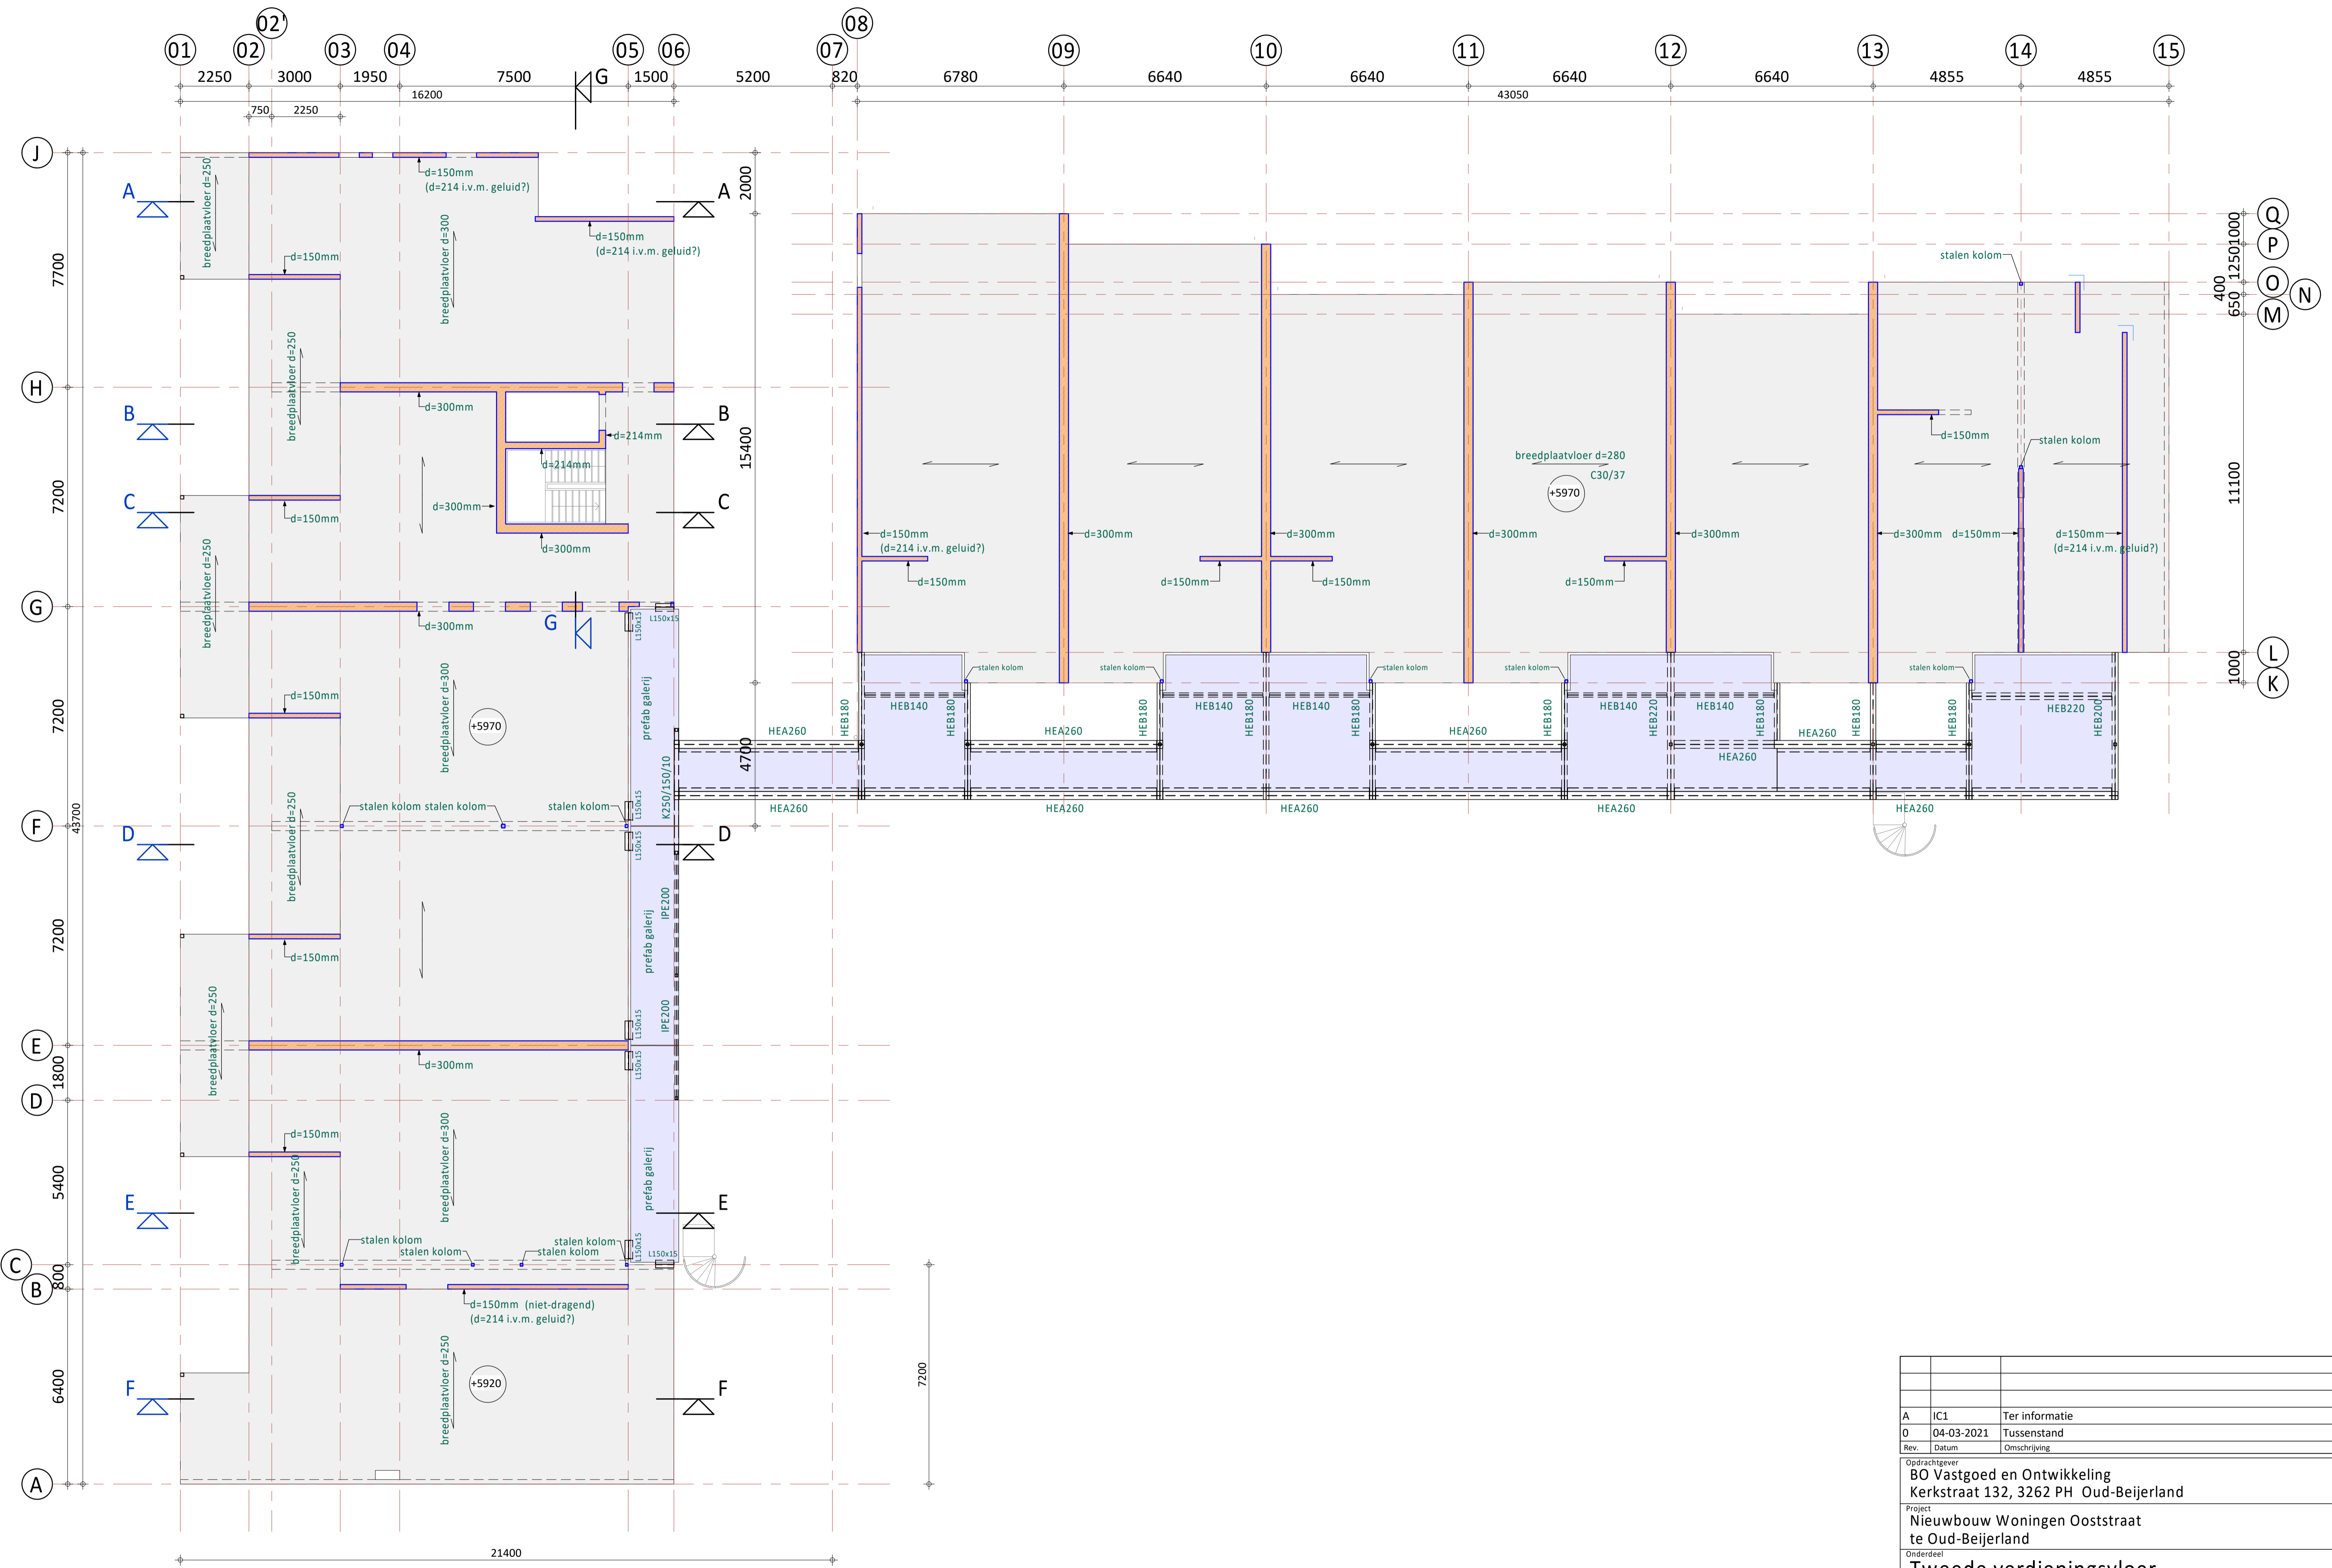 02'
08
01
02
03
04
05
06
07
09
10
11
12
13
14
15
2250
3000
1950
7500
G
1500
5200
820
6780
6640
6640
6640
6640
4855
4855
16200
43050
750
2250
J
A
breedplaatvloer d=250
d=150mm
(d=214 i.v.m. geluid?)
A
2000
d=150mm
(d=214 i.v.m. geluid?)
breedplaatvloer d=300
Q
1000
P
1250
O
400
N
650
M
stalen kolom
7700
d=150mm
breedplaatvloer d=250
H
B
d=300mm
B
d=214mm
d=214mm
15400
d=150mm
stalen kolom
breedplaatvloer d=280
C30/37
+5970
11100
7200
C
d=150mm
d=300mm
d=300mm
C
breedplaatvloer d=250
d=150mm
(d=214 i.v.m. geluid?)
d=300mm
d=300mm
d=300mm
d=300mm
d=300mm
d=150mm
d=150mm
(d=214 i.v.m. geluid?)
d=150mm
d=150mm
d=150mm
d=150mm
G
d=300mm
G
L150x15
L150x15
L
1000
K
stalen kolom
stalen kolom
stalen kolom
stalen kolom
stalen kolom
7200
d=150mm
breedplaatvloer d=300
+5970
prefab galerij
HEB180
HEB140
HEB180
HEB180
HEB140
HEB180
HEB140
HEB180
HEB180
HEB140
HEB220
HEB140
HEB180
HEB180
HEB180
HEB220
HEB200
HEA260
HEA260
HEA260
HEA260
HEA260
4700
K250/150/10
HEA260
HEA260
HEA260
HEA260
HEA260
breedplaatvloer d=250
stalen kolom
stalen kolom
stalen kolom
L150x15
L150x15
F
43700
D
D
7200
d=150mm
prefab galerij
IPE200
IPE200
breedplaatvloer d=250
L150x15
L150x15
E
d=300mm
1800
D
d=150mm
breedplaatvloer d=300
prefab galerij
5400
breedplaatvloer d=250
E
E
stalen kolom
stalen kolom
stalen kolom
stalen kolom
L150x15
L150x15
C
800
B
d=150mm (niet-dragend)
(d=214 i.v.m. geluid?)
6400
F
breedplaatvloer d=250
+5920
F
7200
A
21400
A IC1 Ter informatie
0 04-03-2021 Tussenstand
Rev. Datum Omschrijving
Opdrachtgever
BO Vastgoed en Ontwikkeling
Kerkstraat 132, 3262 PH Oud-Beijerland
Project
Nieuwbouw Woningen Ooststraat
te Oud-Beijerland
Onderdeel
Tweede verdiepingsvloer